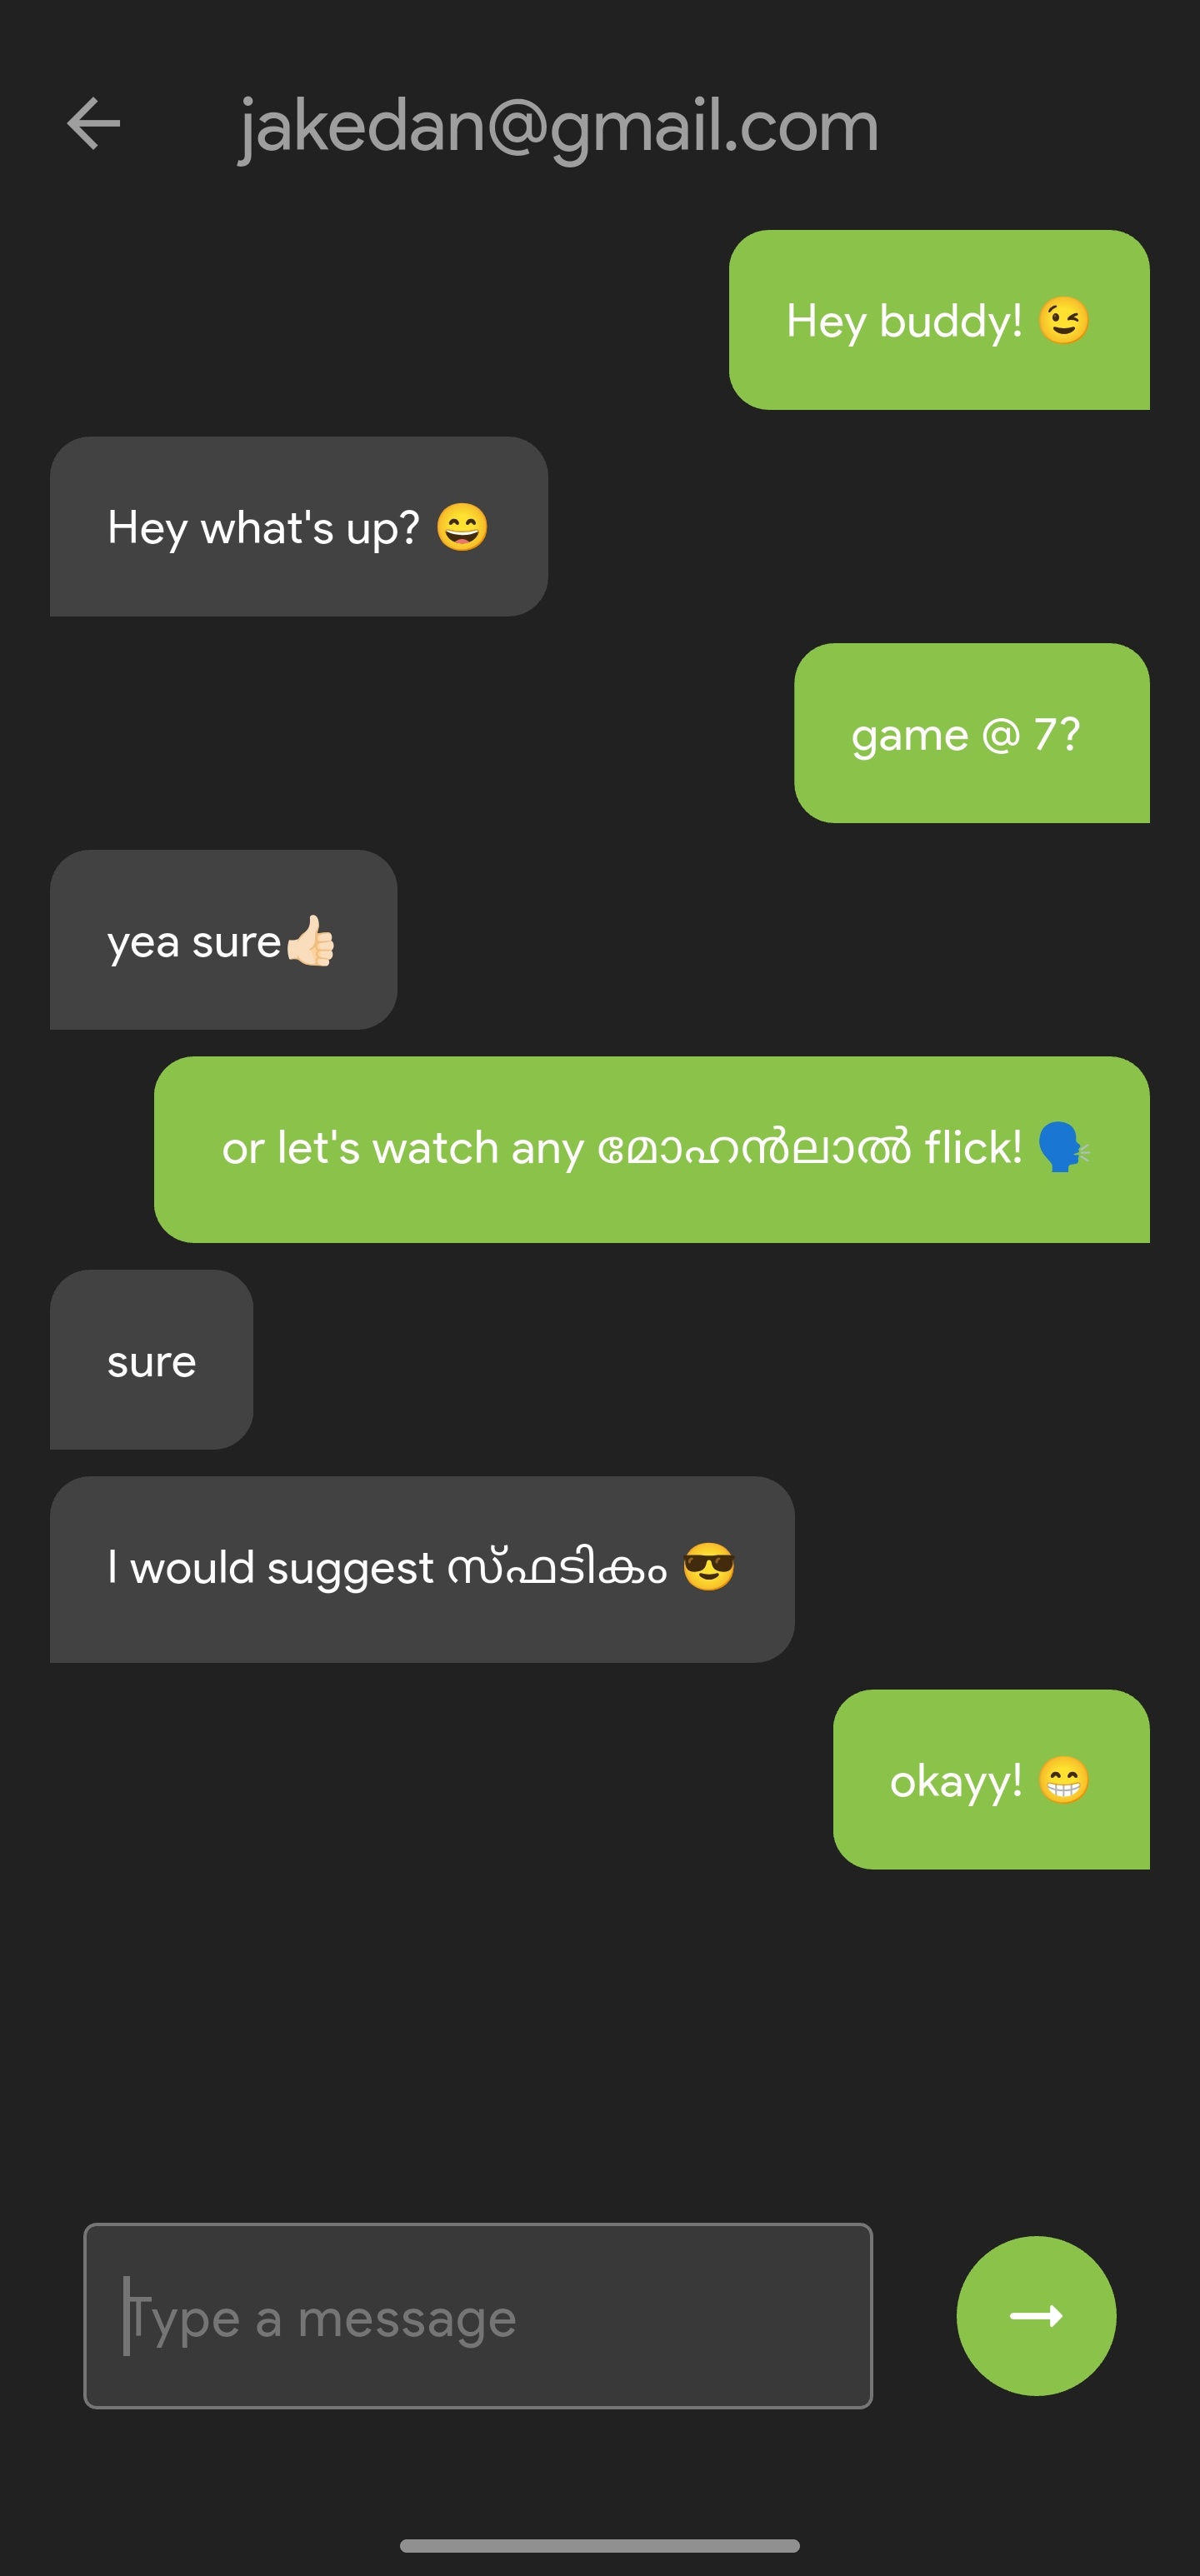 jakedan@gmail.com
Hey buddy! 😉
Hey what's up? 😄
game @ 7?
yea sure👍🏻
or let's watch any മോഹൻലാൽ flick! 🗣️
sure
I would suggest സ്ഫടികം 😎
okayy! 😁
Type a message